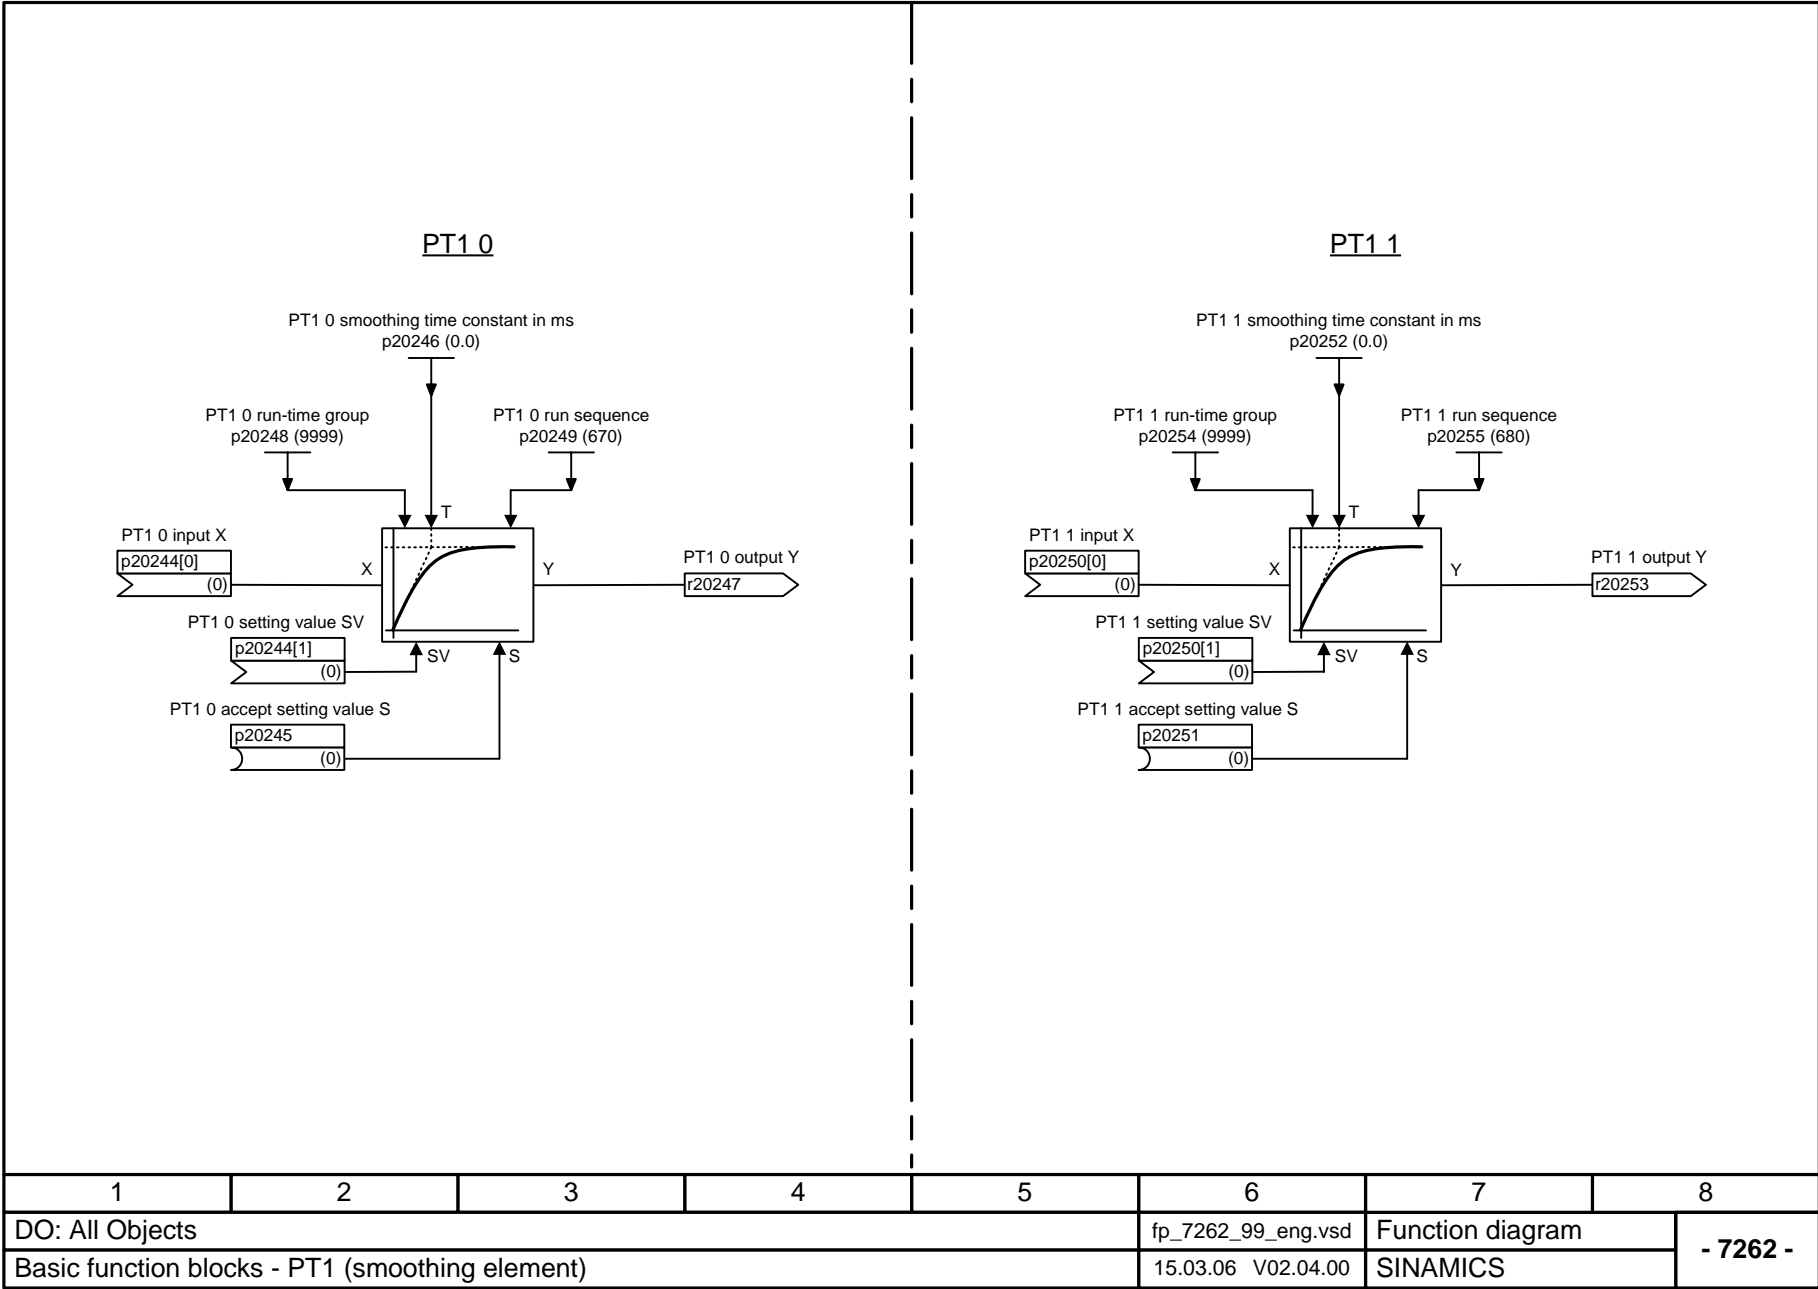 PT1 0
PT1 0 smoothing time constant in ms
p20246 (0.0)
PT1 0 run-time group
p20248 (9999)
PT1 0 run sequence
p20249 (670)
T
PT1 0 input X
p20244[0]
(0)
X
Y
PT1 0 output Y
r20247
PT1 0 setting value SV
p20244[1]
(0)
SV
S
PT1 0 accept setting value S
p20245
(0)
PT1 1
PT1 1 smoothing time constant in ms
p20252 (0.0)
PT1 1 run-time group
p20254 (9999)
PT1 1 run sequence
p20255 (680)
T
PT1 1 input X
p20250[0]
(0)
X
Y
PT1 1 output Y
r20253
PT1 1 setting value SV
p20250[1]
(0)
SV
S
PT1 1 accept setting value S
p20251
(0)
1 2 3 4 5 6 7 8
DO: All Objects
fp_7262_99_eng.vsd
Function diagram
- 7262 -
Basic function blocks - PT1 (smoothing element)
15.03.06 V02.04.00
SINAMICS